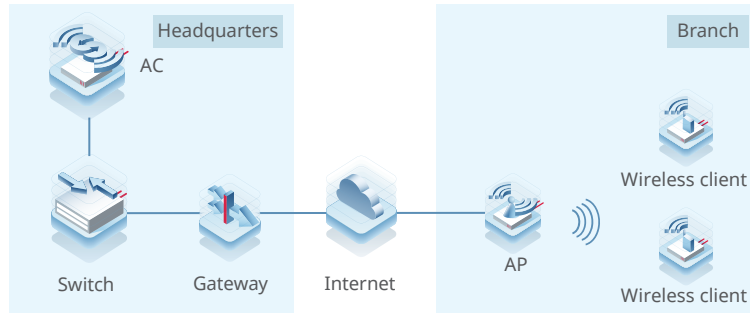 Headquarters
Branch
AC
Wireless client
Switch
Gateway
Internet
AP
Wireless client